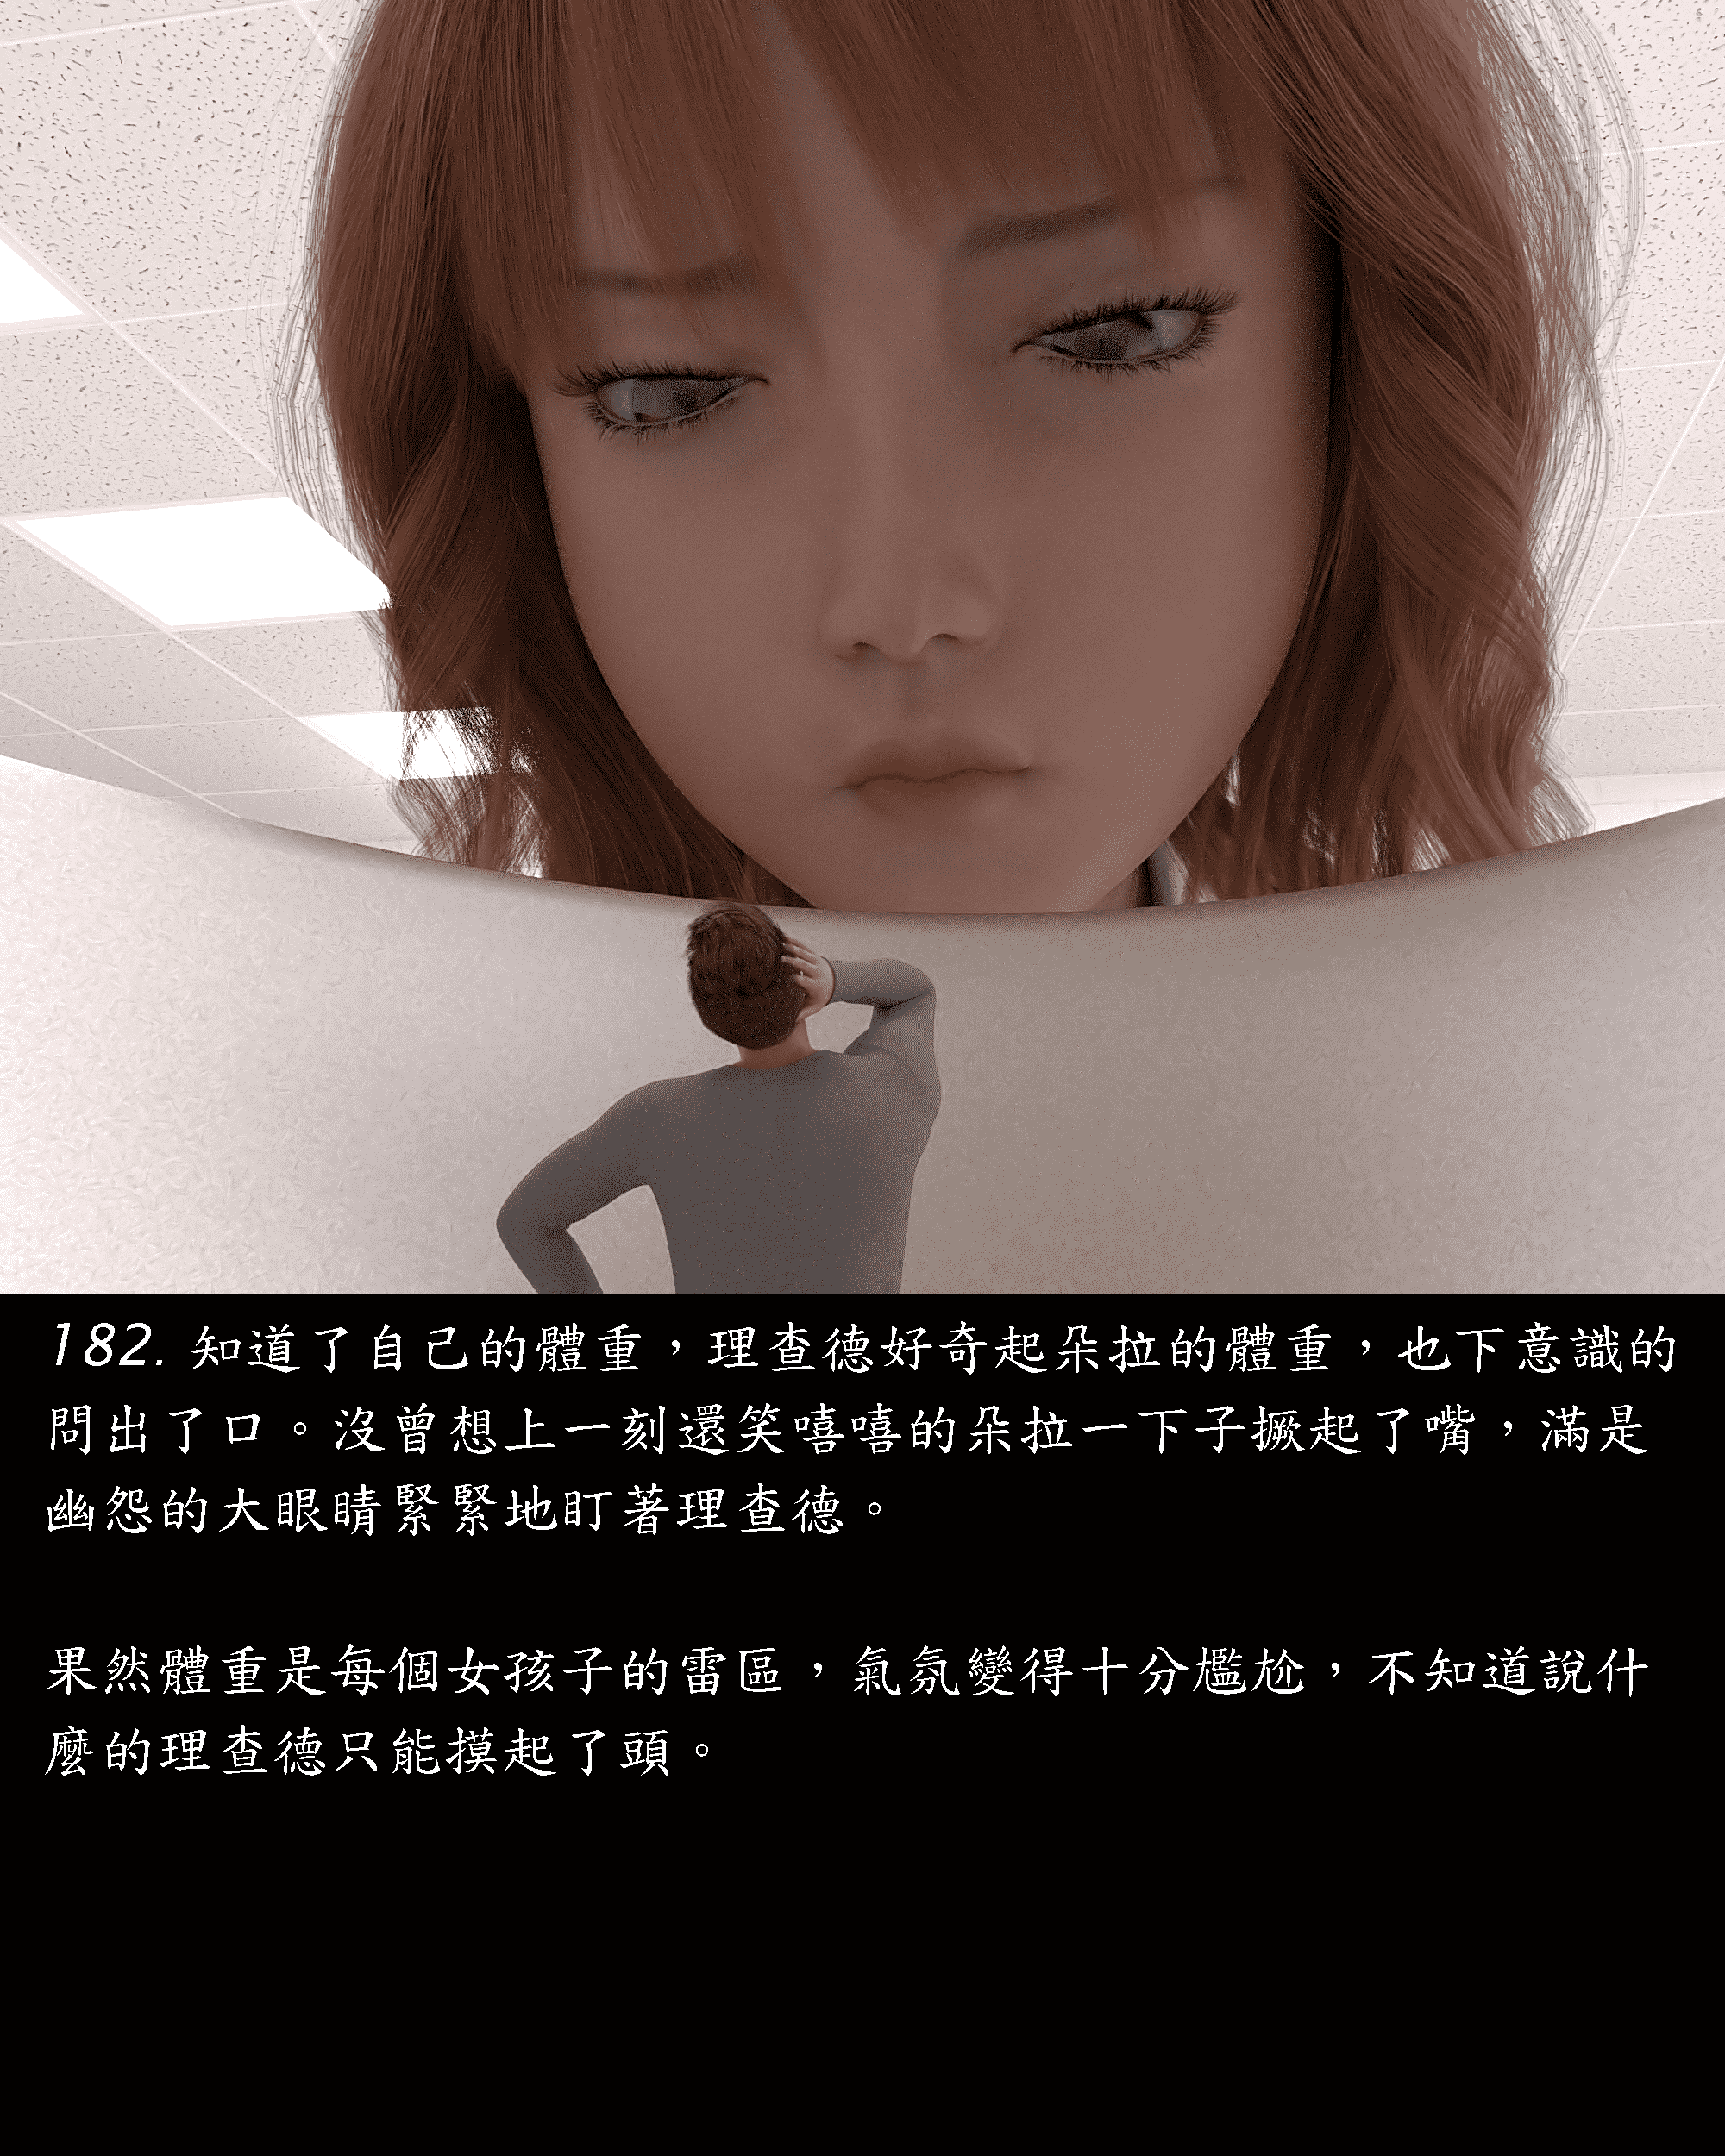 182. 知道了自己的體重，理查德好奇起朵拉的體重，也下意識的
問出了口。沒曾想上一刻還笑嘻嘻的朵拉一下子撅起了嘴，滿是
幽怨的大眼睛緊緊地盯著理查德。
果然體重是每個女孩子的雷區，氣氛變得十分尷尬，不知道說什
麼的理查德只能摸起了頭。